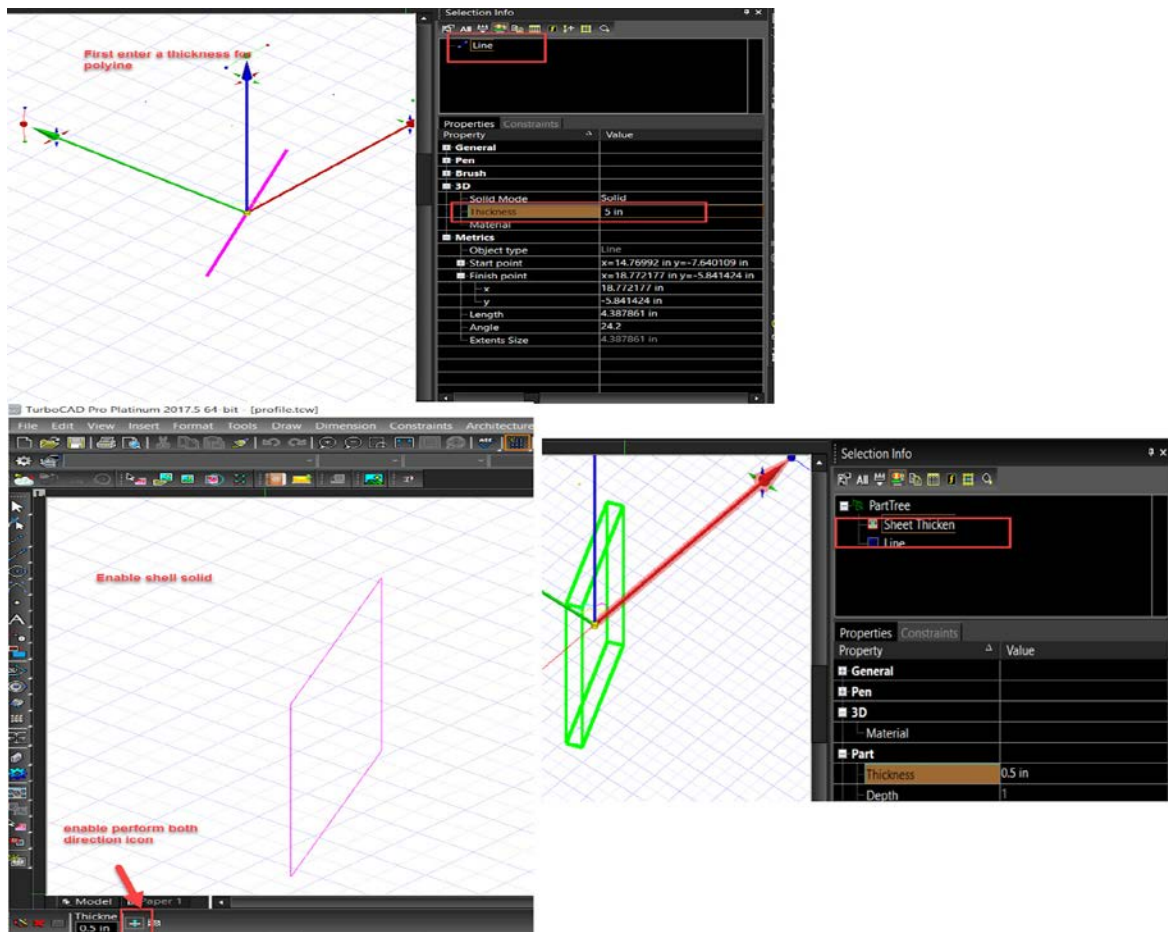 Selection Info
All
Line
First enter a thickness for
polyine
Properties Constraints
Property Value
General
Pen
Brush
3D
Solid Mode Solid
Thickness 5 in
Material
Metrics
Object type Line
Start point x=14.76992 in y=-7.640109 in
Finish point x=18.772177 in y=-5.841424 in
x 18.772177 in
y -5.841424 in
Length 4.387861 in
Angle 24.2
Extents Size 4.387861 in
TurboCAD Pro Platinum 2017.5 64-bit - [profile.tcw]
File Edit View Insert Format Tools Draw Dimension Constraints Architecture
Enable shell solid
enable perform both
direction icon
Model Paper 1
Thickne
0.5 in
Selection Info
All
PartTree
Sheet Thicken
Line
Properties Constraints
Property Value
General
Pen
3D
Material
Part
Thickness 0.5 in
Depth 1